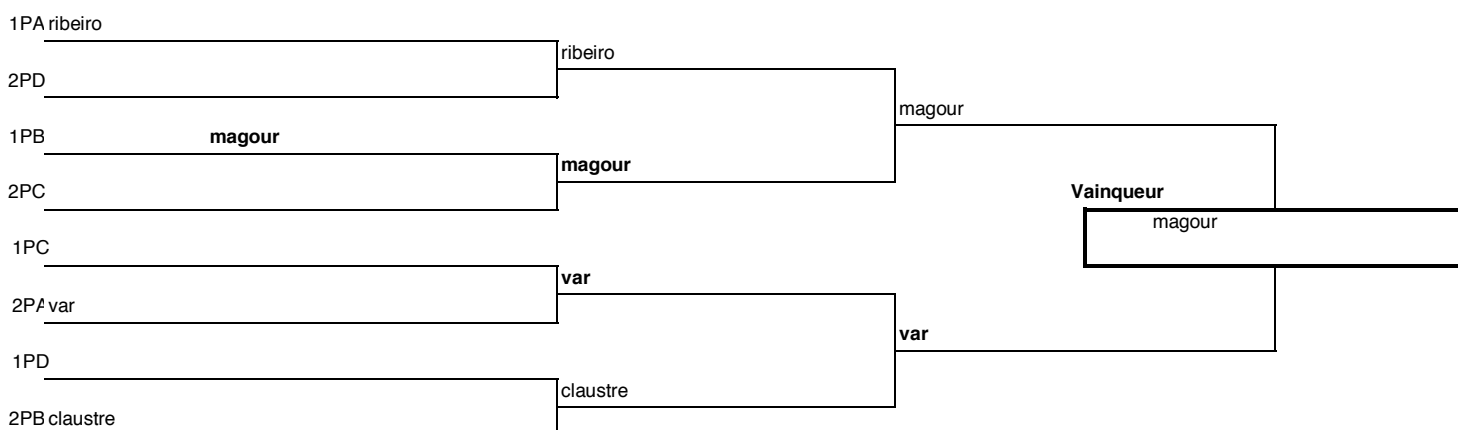 1PA ribeiro
ribeiro
2PD
magour
1PB magour
magour
2PC
Vainqueur
magour
1PC
var
2PA var
var
1PD
claustre
2PB claustre